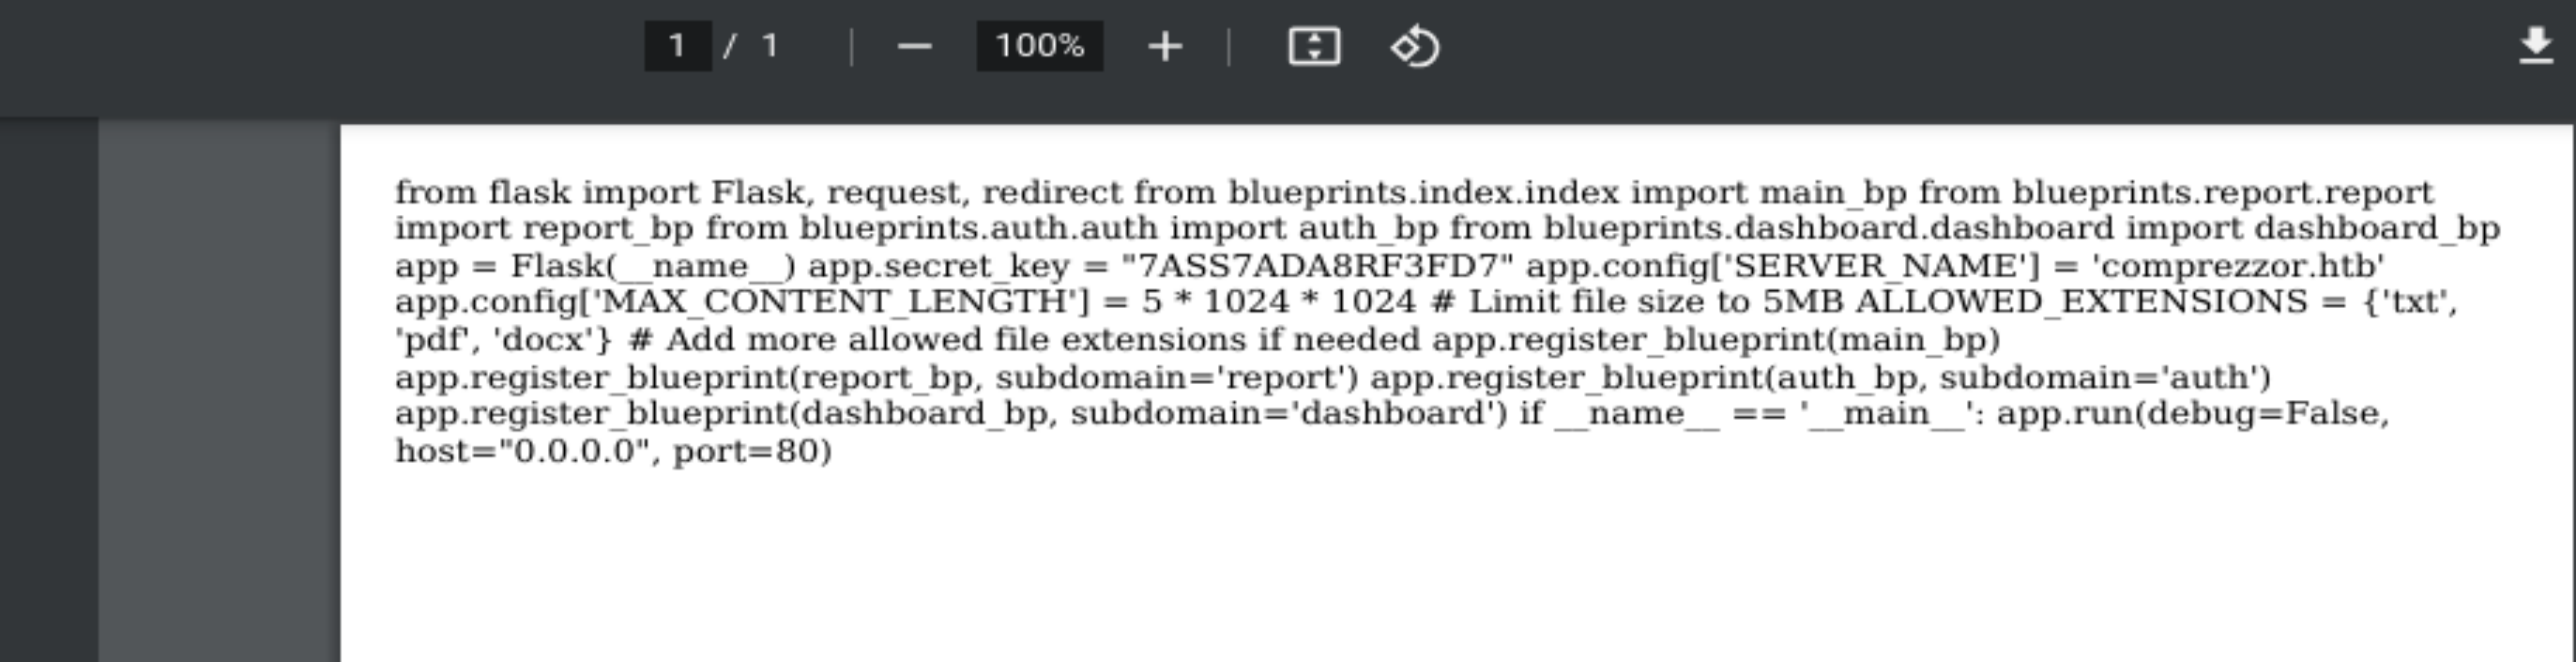 1 / 1 100%
from flask import Flask, request, redirect from blueprints.index.index import main_bp from blueprints.report.report
import report_bp from blueprints.auth.auth import auth_bp from blueprints.dashboard.dashboard import dashboard_bp
app = Flask(__name__) app.secret_key = "7ASS7ADA8RF3FD7" app.config['SERVER_NAME'] = 'comprezzor.htb'
app.config['MAX_CONTENT_LENGTH'] = 5 * 1024 * 1024 # Limit file size to 5MB ALLOWED_EXTENSIONS = {'txt',
'pdf', 'docx'} # Add more allowed file extensions if needed app.register_blueprint(main_bp)
app.register_blueprint(report_bp, subdomain='report') app.register_blueprint(auth_bp, subdomain='auth')
app.register_blueprint(dashboard_bp, subdomain='dashboard') if __name__ == '__main__': app.run(debug=False,
host="0.0.0.0", port=80)